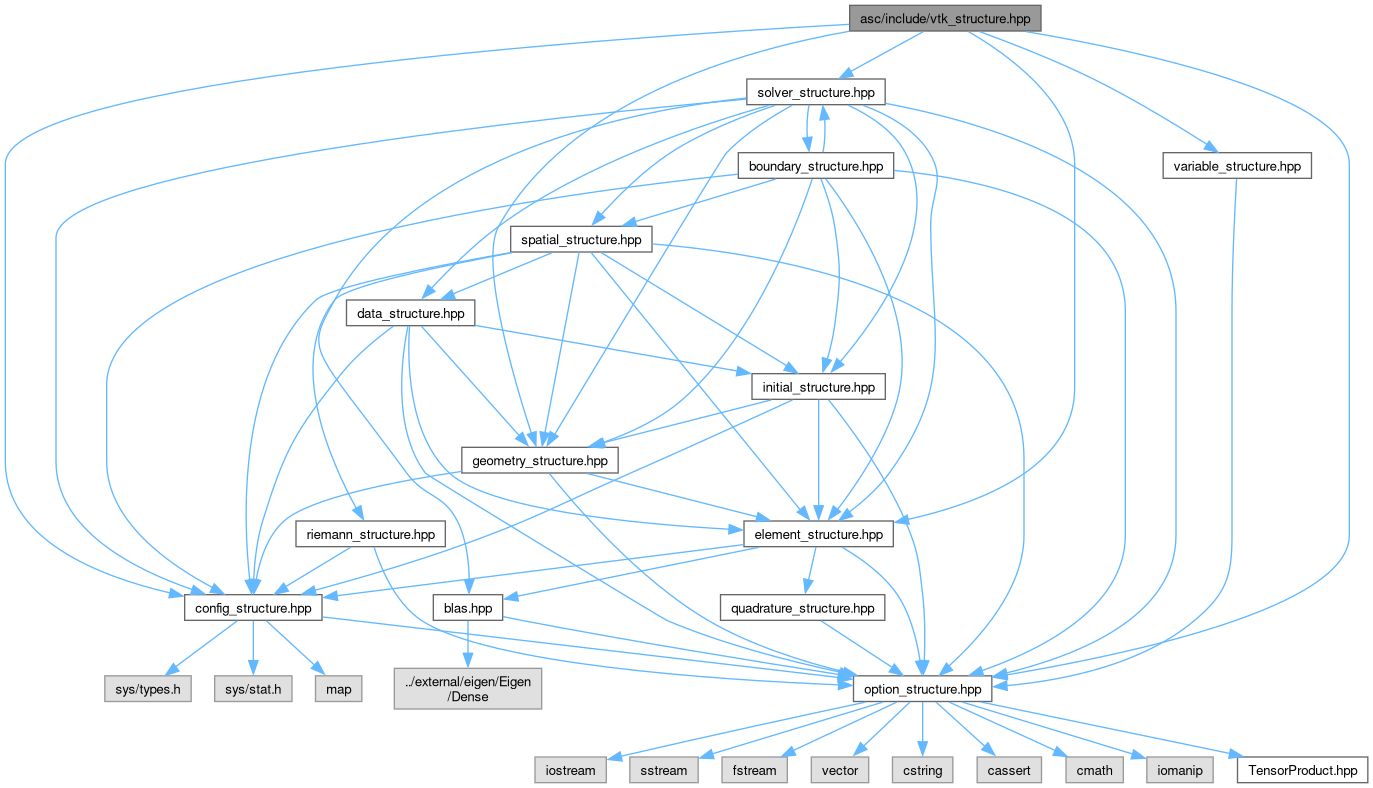 asc/include/vtk_structure.hpp
solver_structure.hpp
boundary_structure.hpp
variable_structure.hpp
spatial_structure.hpp
data_structure.hpp
initial_structure.hpp
geometry_structure.hpp
riemann_structure.hpp
element_structure.hpp
config_structure.hpp
blas.hpp
quadrature_structure.hpp
sys/types.h
sys/stat.h
map
../external/eigen/Eigen
/Dense
option_structure.hpp
iostream
sstream
fstream
vector
cstring
cassert
cmath
iomanip
TensorProduct.hpp